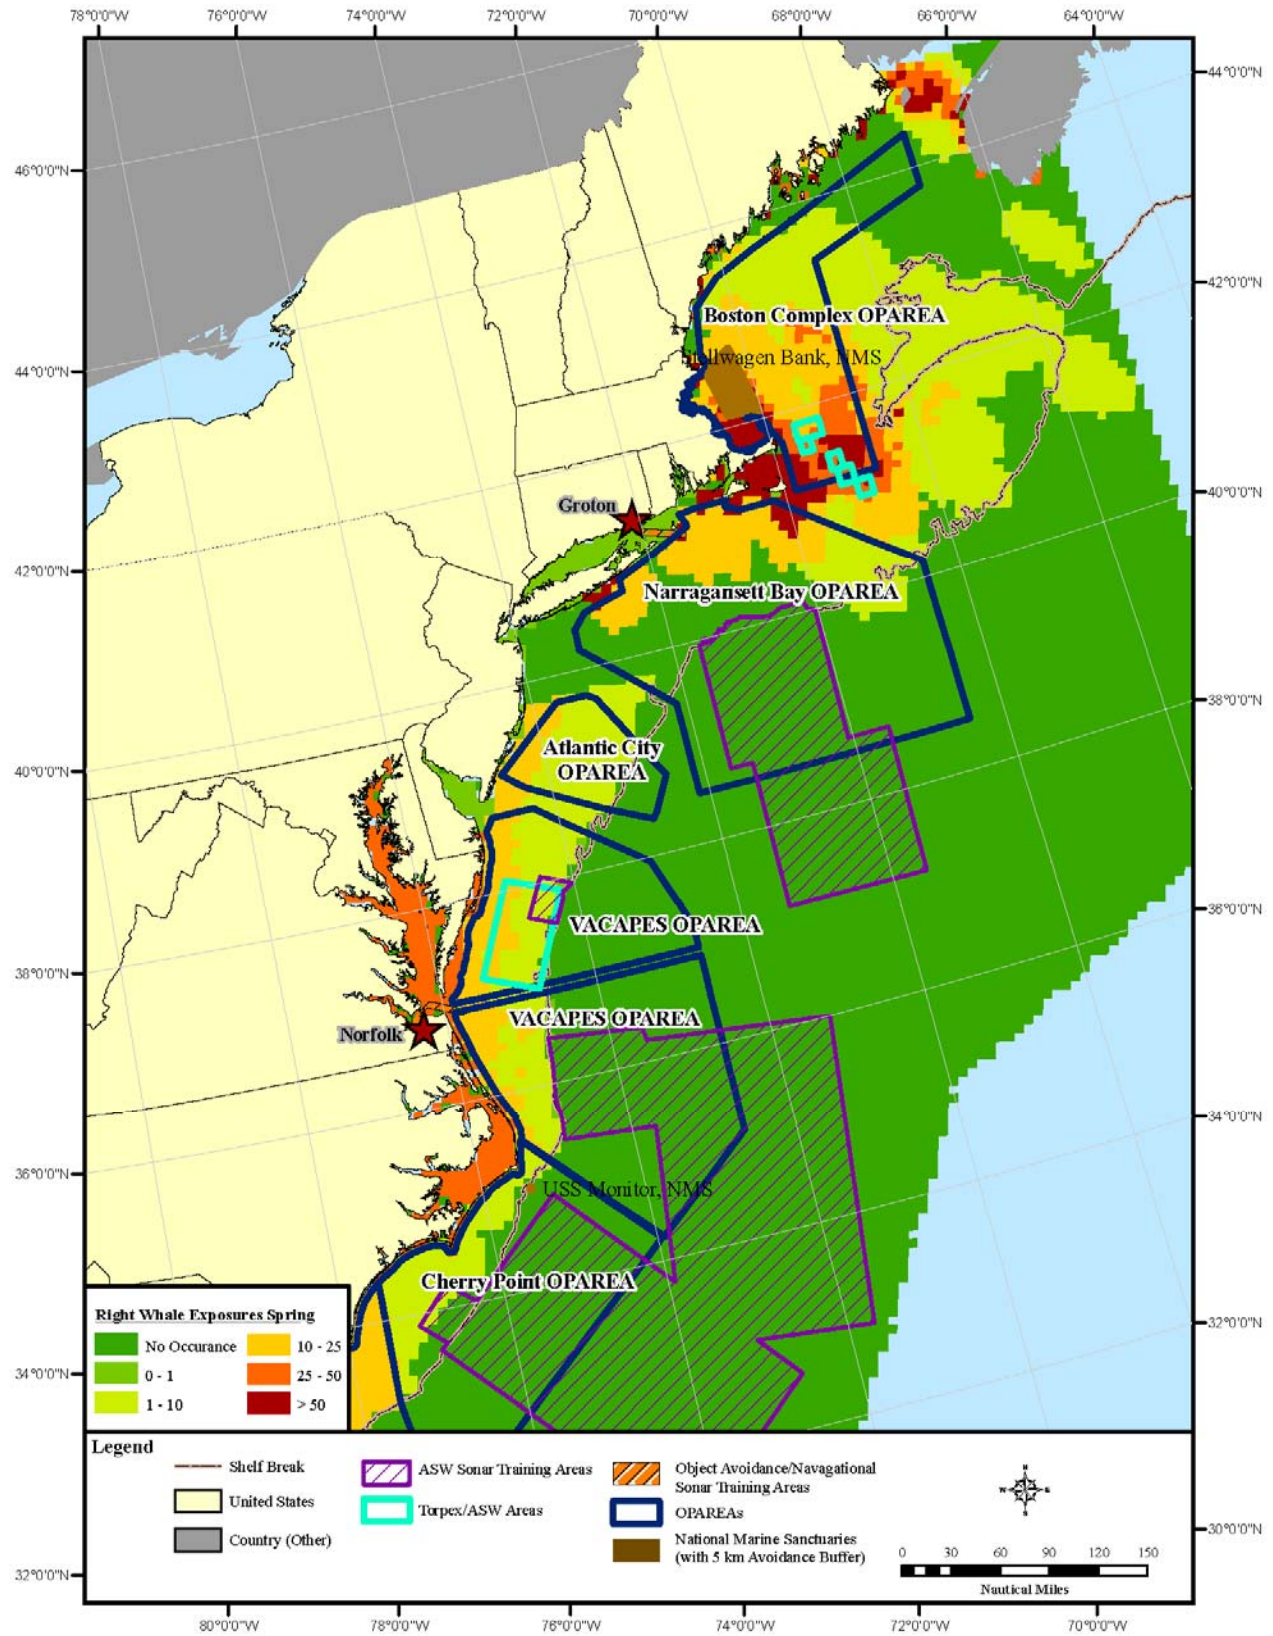 78°0'0"W 76°0'0"W 74°0'0"W 72°0'0"W 70°0'0"W 68°0'0"W 66°0'0"W 64°0'0"W
44°0'0"N
46°0'0"N
42°0'0"N
Boston Complex OPAREA
Stellwagen Bank, NMS
44°0'0"N
40°0'0"N
Groton
42°0'0"N
Narragansett Bay OPAREA
38°0'0"N
Atlantic City
OPAREA
40°0'0"N
36°0'0"N
VACAPES OPAREA
38°0'0"N
VACAPES OPAREA
Norfolk
34°0'0"N
36°0'0"N
USS Monitor, NMS
Cherry Point OPAREA
32°0'0"N
Right Whale Exposures Spring
No Occurance 10 - 25
0 - 1 25 - 50
1 - 10 > 50
34°0'0"N
Legend
Shelf Break
United States
Country (Other)
ASW Sonar Training Areas
Torpex/ASW Areas
Object Avoidance/Navagational
Sonar Training Areas
OPAREAs
National Marine Sanctuaries
(with 5 km Avoidance Buffer)
N
W E
S
0 30 60 90 120 150
Nautical Miles
30°0'0"N
32°0'0"N
80°0'0"W 78°0'0"W 76°0'0"W 74°0'0"W 72°0'0"W 70°0'0"W